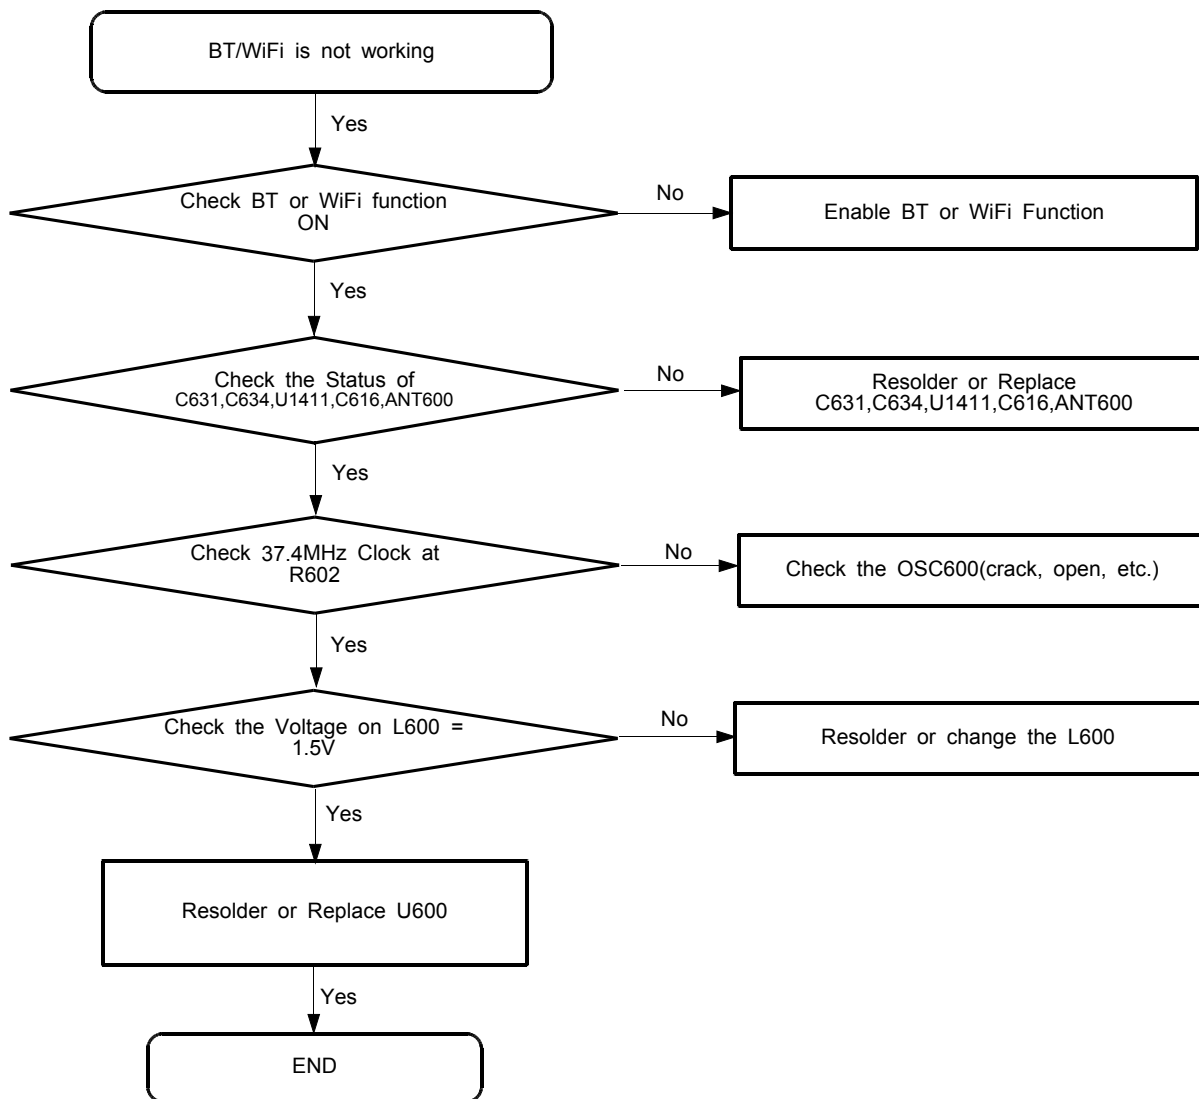 BT/WiFi is not working
Yes
Check BT or WiFi function
ON
No
Enable BT or WiFi Function
Yes
Check the Status of
C631,C634,U1411,C616,ANT600
No
Resolder or Replace
C631,C634,U1411,C616,ANT600
Yes
Check 37.4MHz Clock at
R602
No
Check the OSC600(crack, open, etc.)
Yes
Check the Voltage on L600 =
1.5V
No
Resolder or change the L600
Yes
Resolder or Replace U600
Yes
END